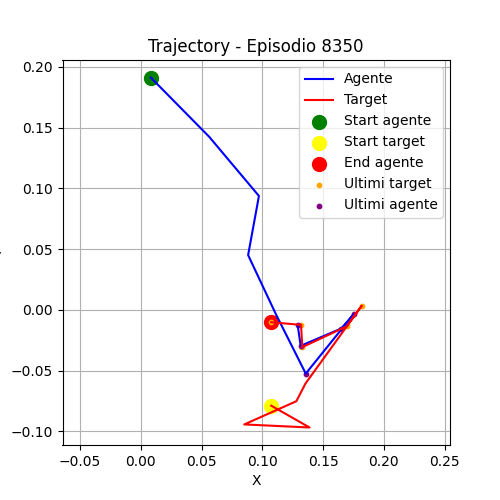 Trajectory - Episodio 8350
0.20
0.15
0.10
0.05
0.00
−0.05
−0.10
Agente
Target
Start agente
Start target
End agente
Ultimi target
Ultimi agente
−0.05
0.00
0.05
0.10
0.15
0.20
0.25
X